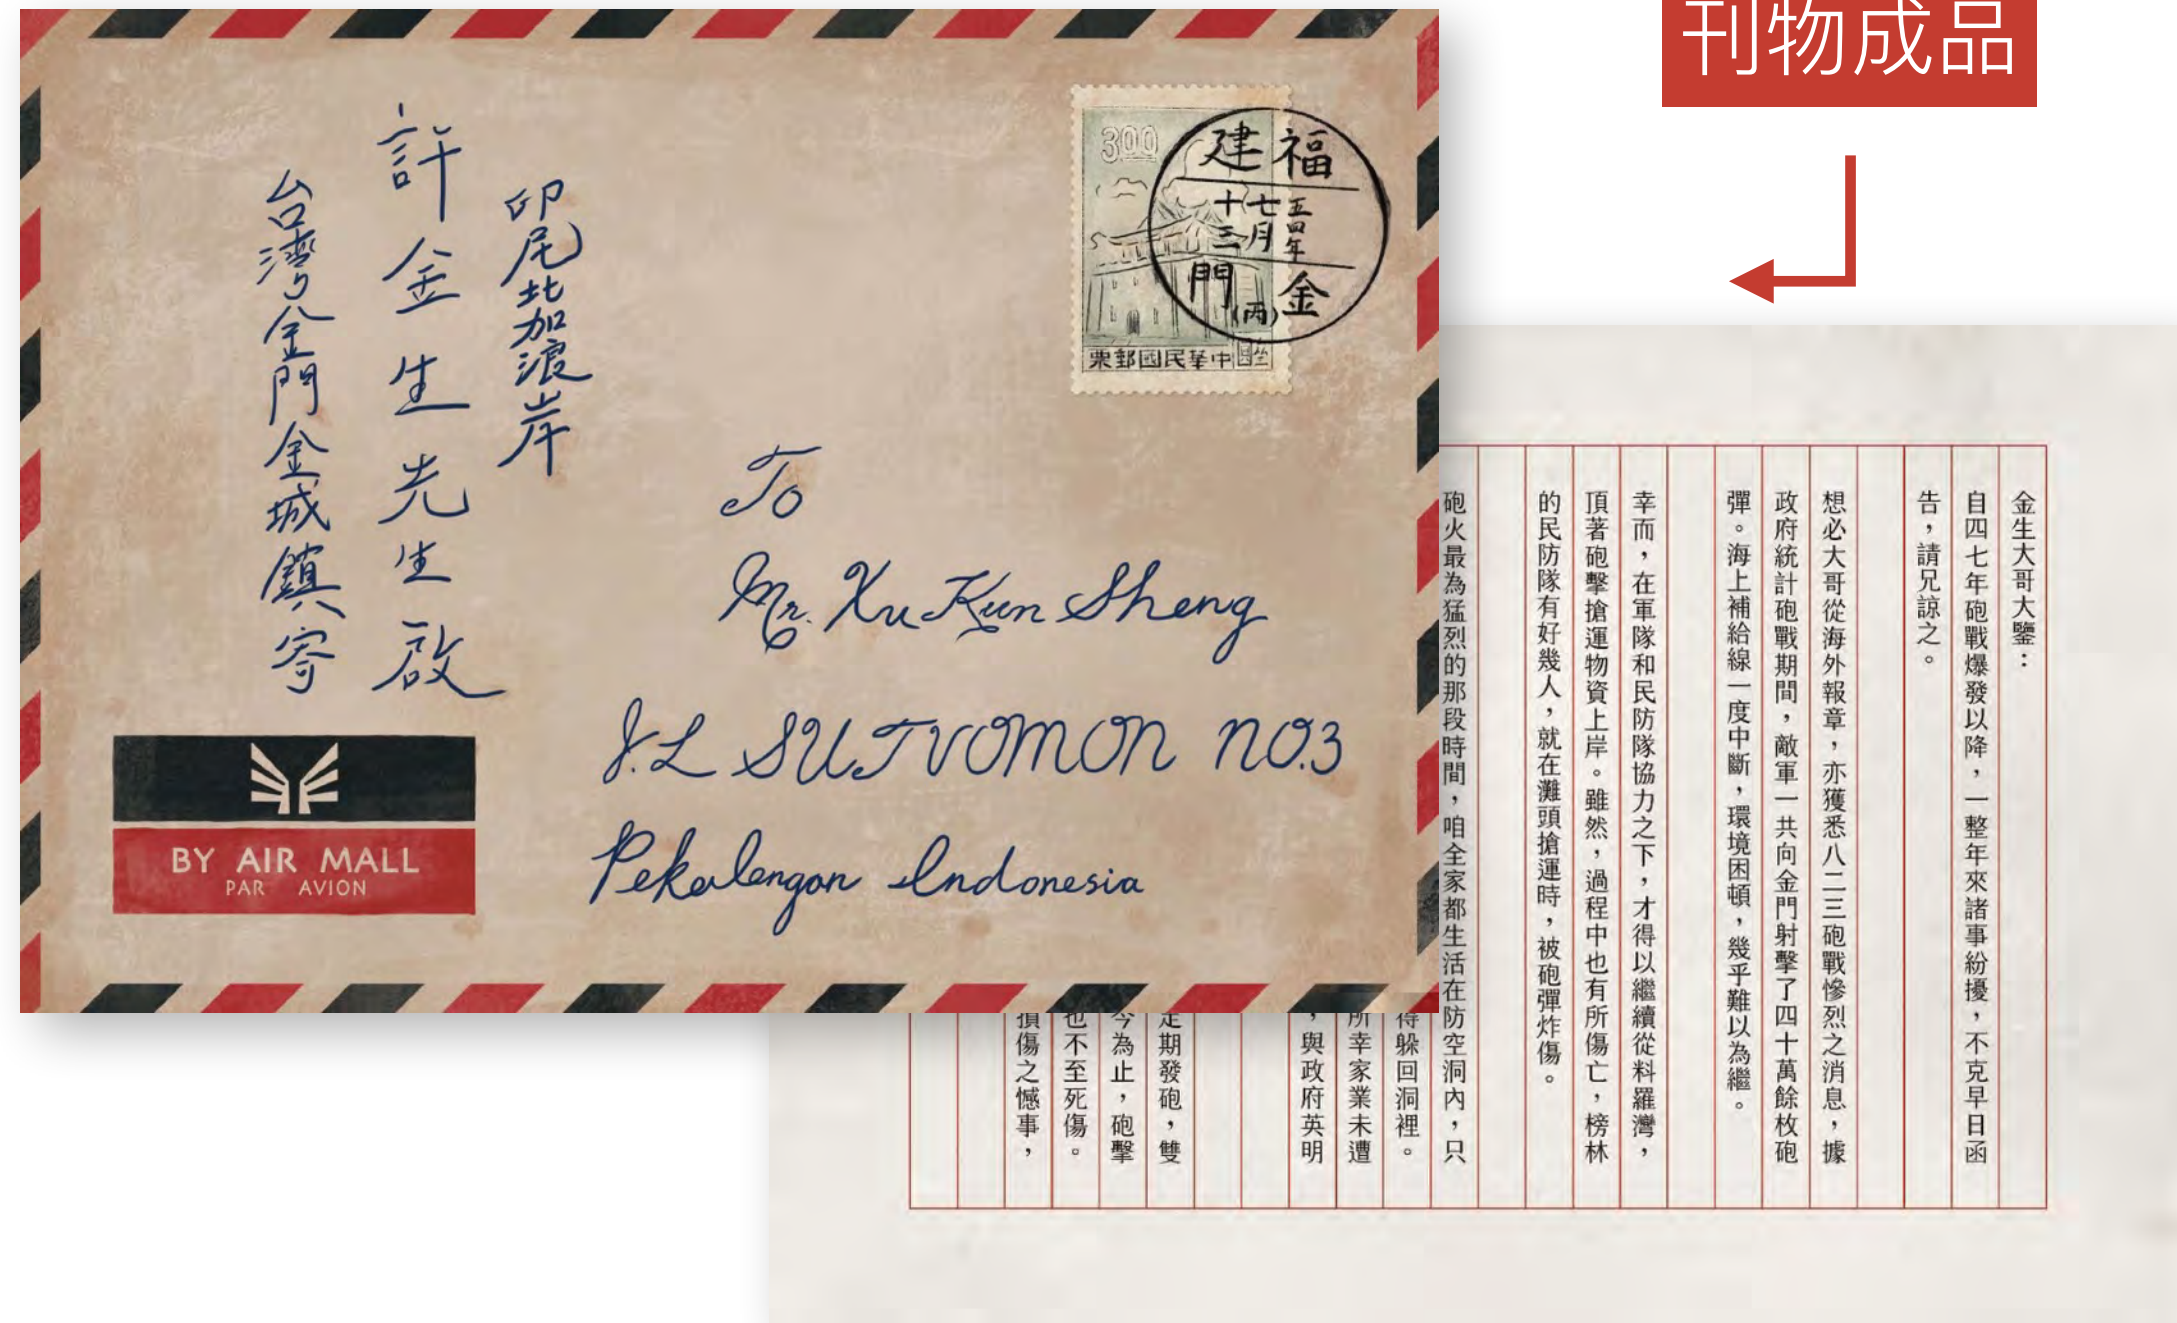 刊物成品
印尼北加浪岸
許金生先生啟
台灣金門金城鎮寄
300
福建
五四年
七月
十三
金門
(丙)
中華民國郵票
To
Mr. Xu Kun Sheng
J.L SUTVOMON NO.3
Pekalengan Indonesia
BY AIR MALL
PAR AVION
金生大哥大鑒：
自四七年砲戰爆發以降，一整年來諸事紛擾，不克早日函
告，請兄諒之。
想必大哥從海外報章，亦獲悉八二三砲戰慘烈之消息，據
政府統計砲戰期間，敵軍一共向金門射擊了四十萬餘枚砲
彈。海上補給線一度中斷，環境困頓，幾乎難以為繼。
幸而，在軍隊和民防隊協力之下，才得以繼續從料羅灣，
頂著砲擊搶運物資上岸。雖然，過程中也有所傷亡，榜林
的民防隊有好幾人，就在灘頭搶運時，被砲彈炸傷。
砲火最為猛烈的那段時間，咱全家都生活在防空洞內，只
得躲回洞裡。
所幸家業未遭
，與政府英明
定期發砲，雙
今為止，砲擊
也不至死傷。
損傷之憾事，